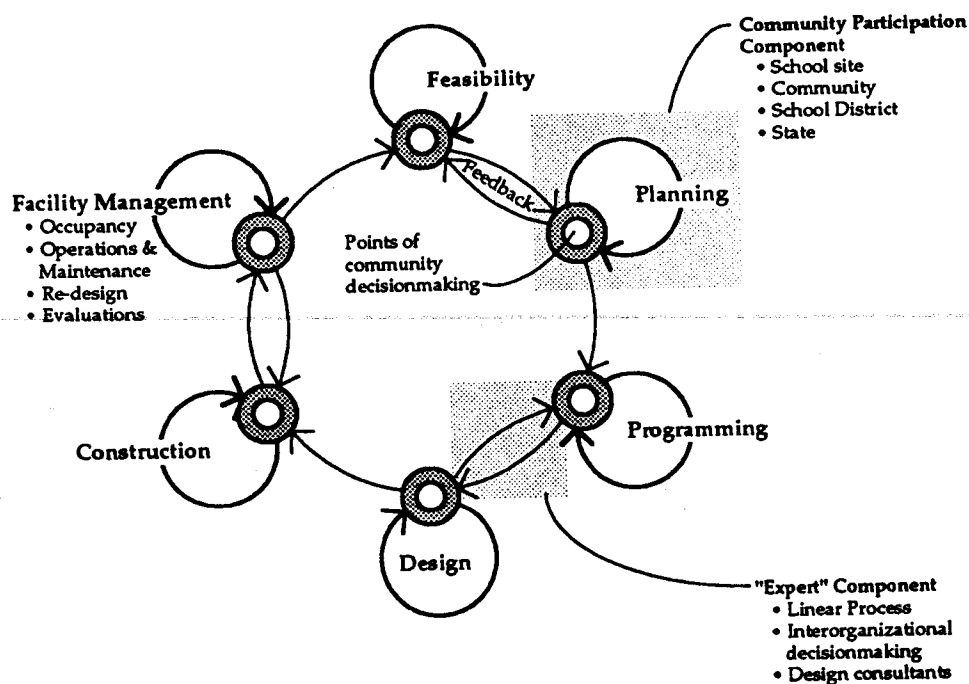 Community Participation
Component
• School site
• Community
• School District
• State
Feasibility
Feedback
Planning
Facility Management
• Occupancy
• Operations &
Maintenance
• Re-design
• Evaluations
Points of
community
decisionmaking
Programming
Construction
Design
"Expert" Component
• Linear Process
• Interorganizational
decisionmaking
• Design consultants